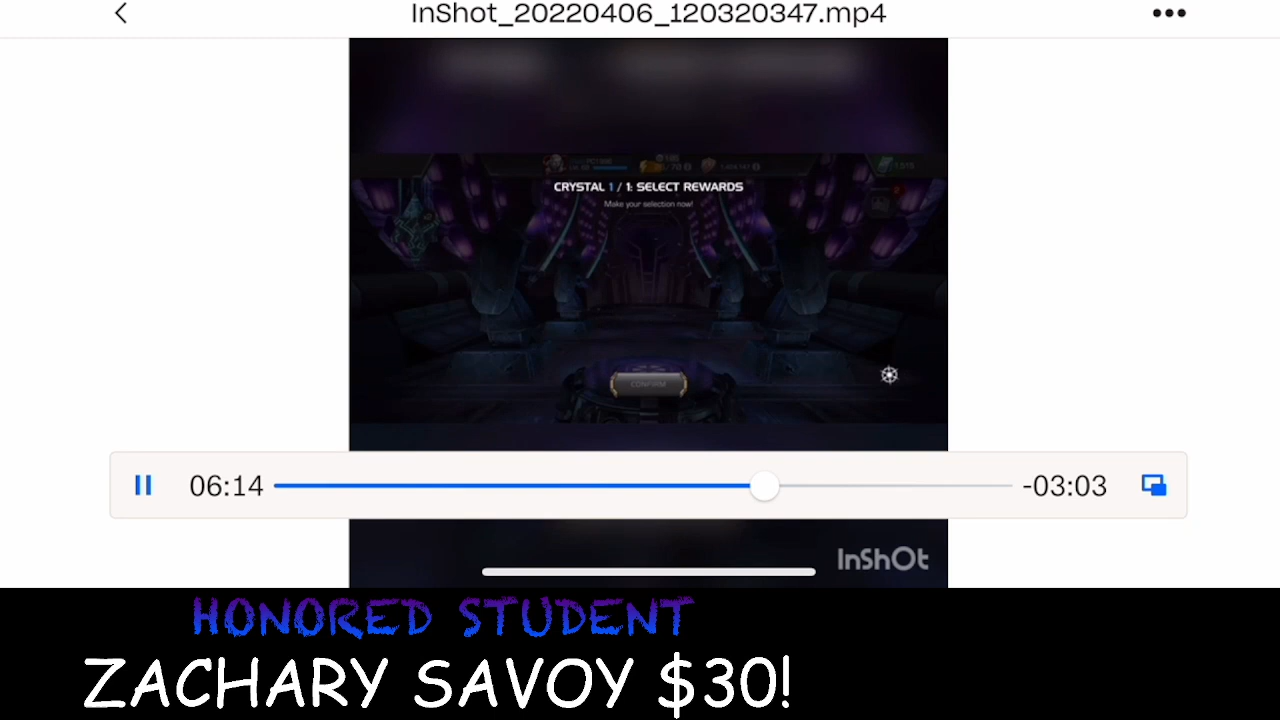 InShot_20220406_120320347.mp4
CRYSTAL 1 / 1: SELECT REWARDS
Make your selection now!
CONFIRM
06:14
-03:03
InShOt
HONORED STUDENT
ZACHARY SAVOY $30!